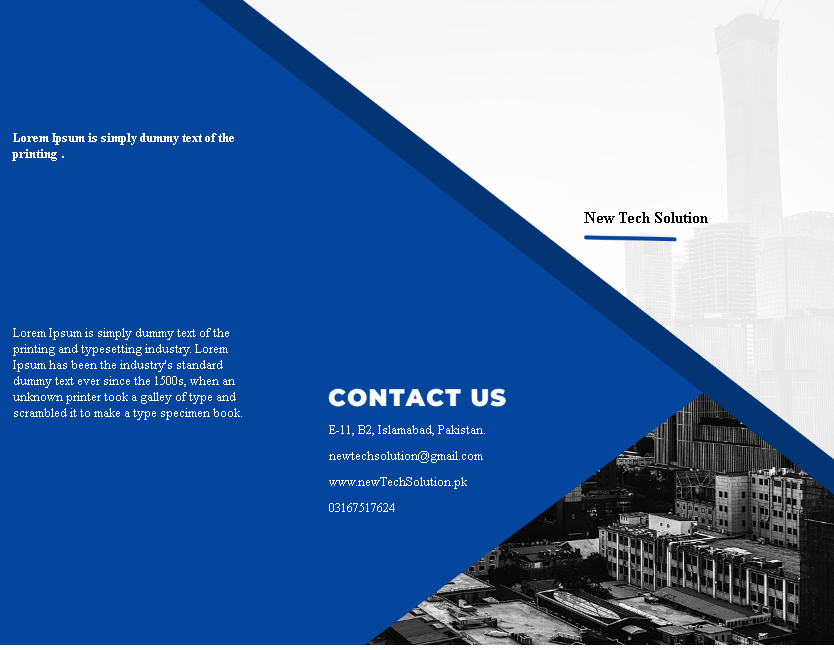 Lorem Ipsum is simply dummy text of the
printing .
Lorem Ipsum is simply dummy text of the
printing and typesetting industry. Lorem
Ipsum has been the industry's standard
dummy text ever since the 1500s, when an
unknown printer took a galley of type and
scrambled it to make a type specimen book.
CONTACT US
E-11, B2, Islamabad, Pakistan.
newtechsolution@gmail.com
www.newTechSolution.pk
03167517624
New Tech Solution